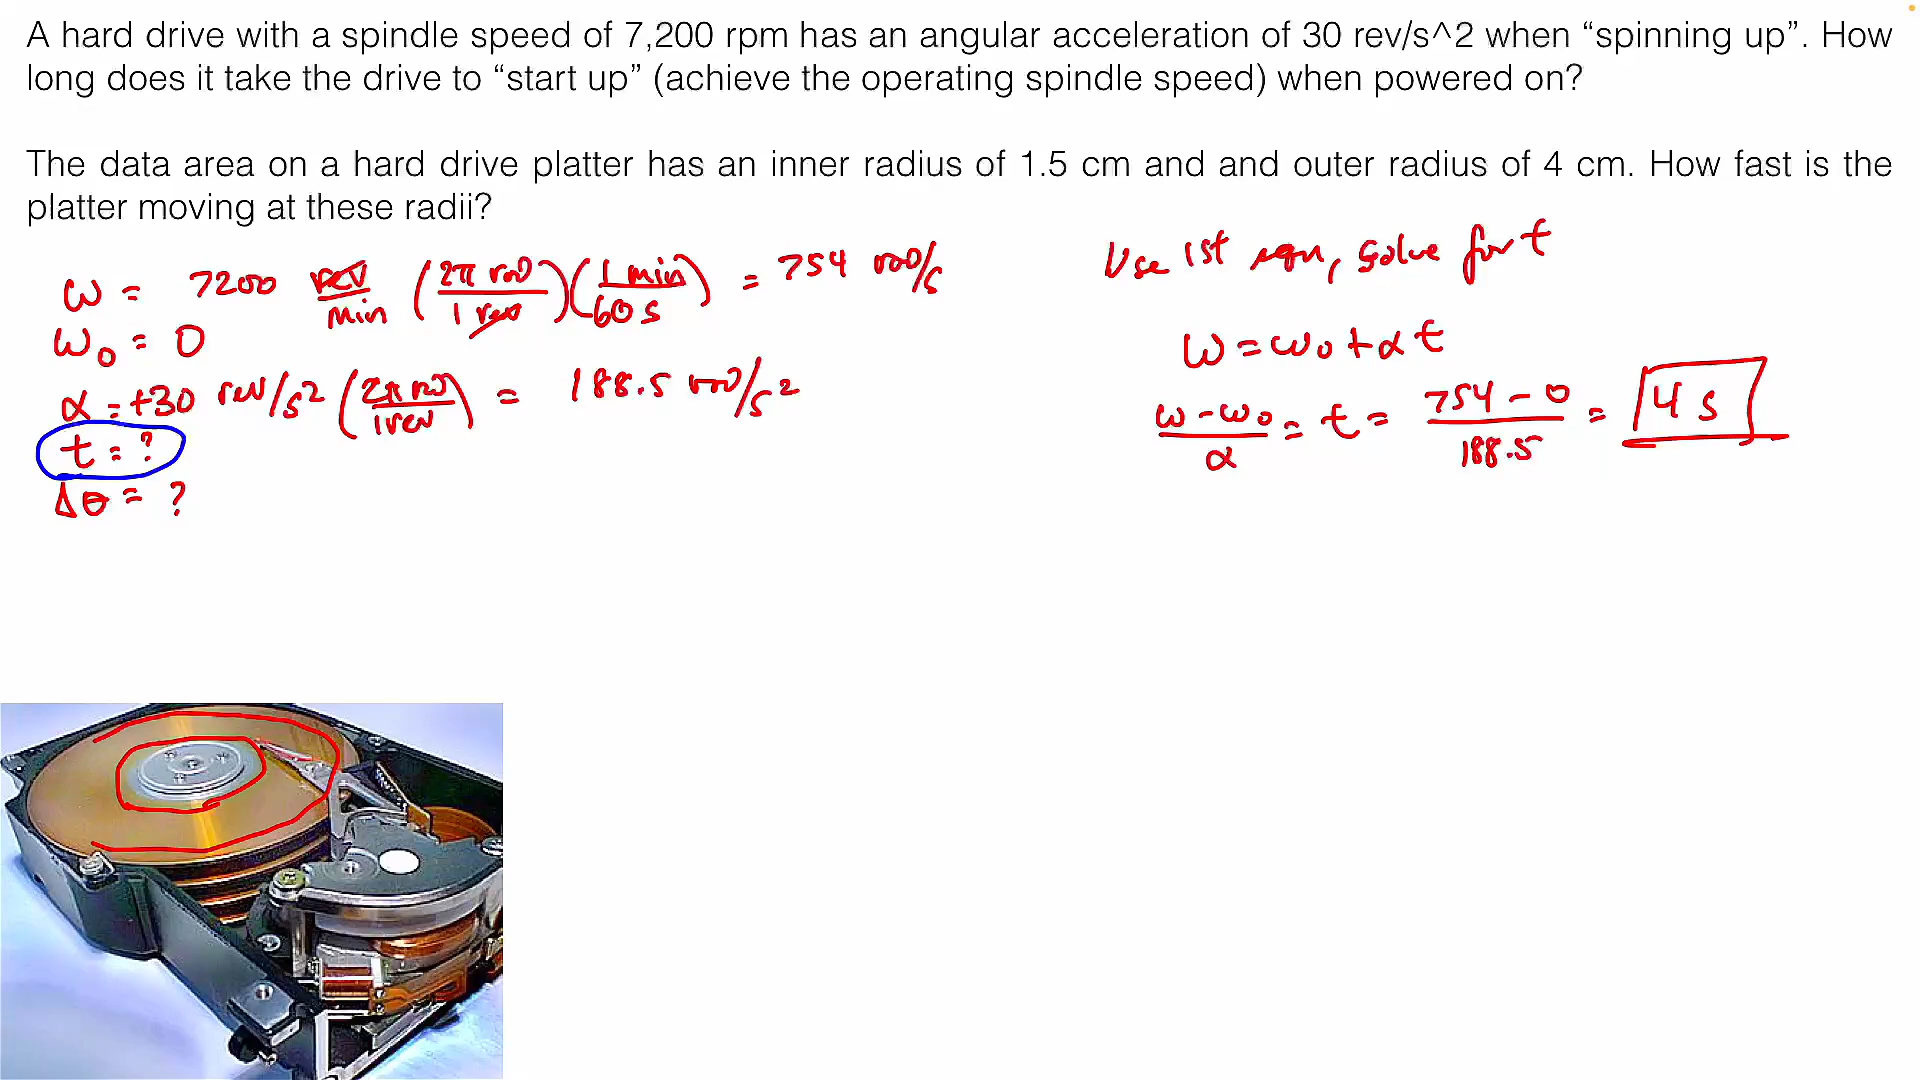 A hard drive with a spindle speed of 7,200 rpm has an angular acceleration of 30 rev/s^2 when “spinning up”. How
long does it take the drive to “start up” (achieve the operating spindle speed) when powered on?
The data area on a hard drive platter has an inner radius of 1.5 cm and and outer radius of 4 cm. How fast is the
platter moving at these radii?
ω = 7200 rev/min (2π rad/1 rev)(1 min/60 s) = 754 rad/s
ω₀ = 0
α = +30 rev/s² (2π rad/1 rev) = 188.5 rad/s²
t = ?
Δθ = ?
Use 1st eqn, solve for t
ω = ω₀ + α t
ω - ω₀/α = t = 754 - 0/188.5 = 4 s